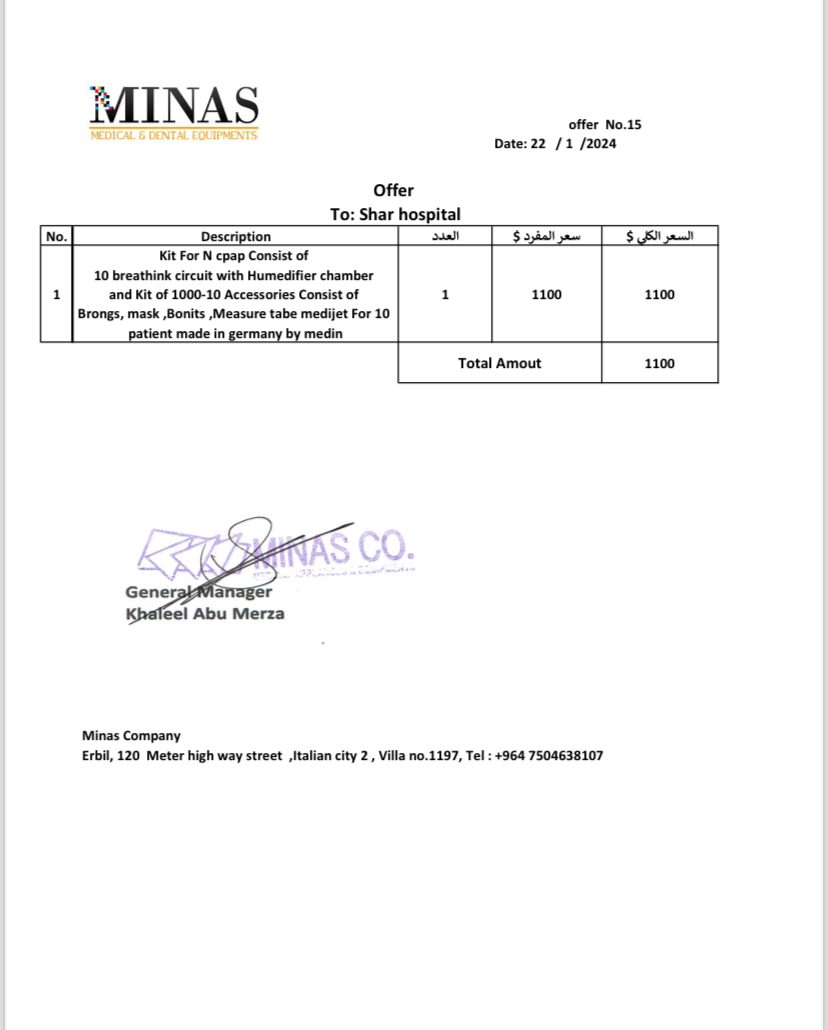 MINAS
MEDICAL & DENTAL EQUIPMENTS
offer No.15
Date: 22 / 1 /2024
Offer
To: Shar hospital
No. Description العدد سعر المفرد $ السعر الكلي $
Kit For N cpap Consist of
10 breathink circuit with Humedifier chamber
1 and Kit of 1000-10 Accessories Consist of 1 1100 1100
Brongs, mask ,Bonits ,Measure tabe medijet For 10
patient made in germany by medin
Total Amout 1100
MINAS CO.
General Manager
Khaleel Abu Merza
Minas Company
Erbil, 120 Meter high way street ,Italian city 2 , Villa no.1197, Tel : +964 7504638107